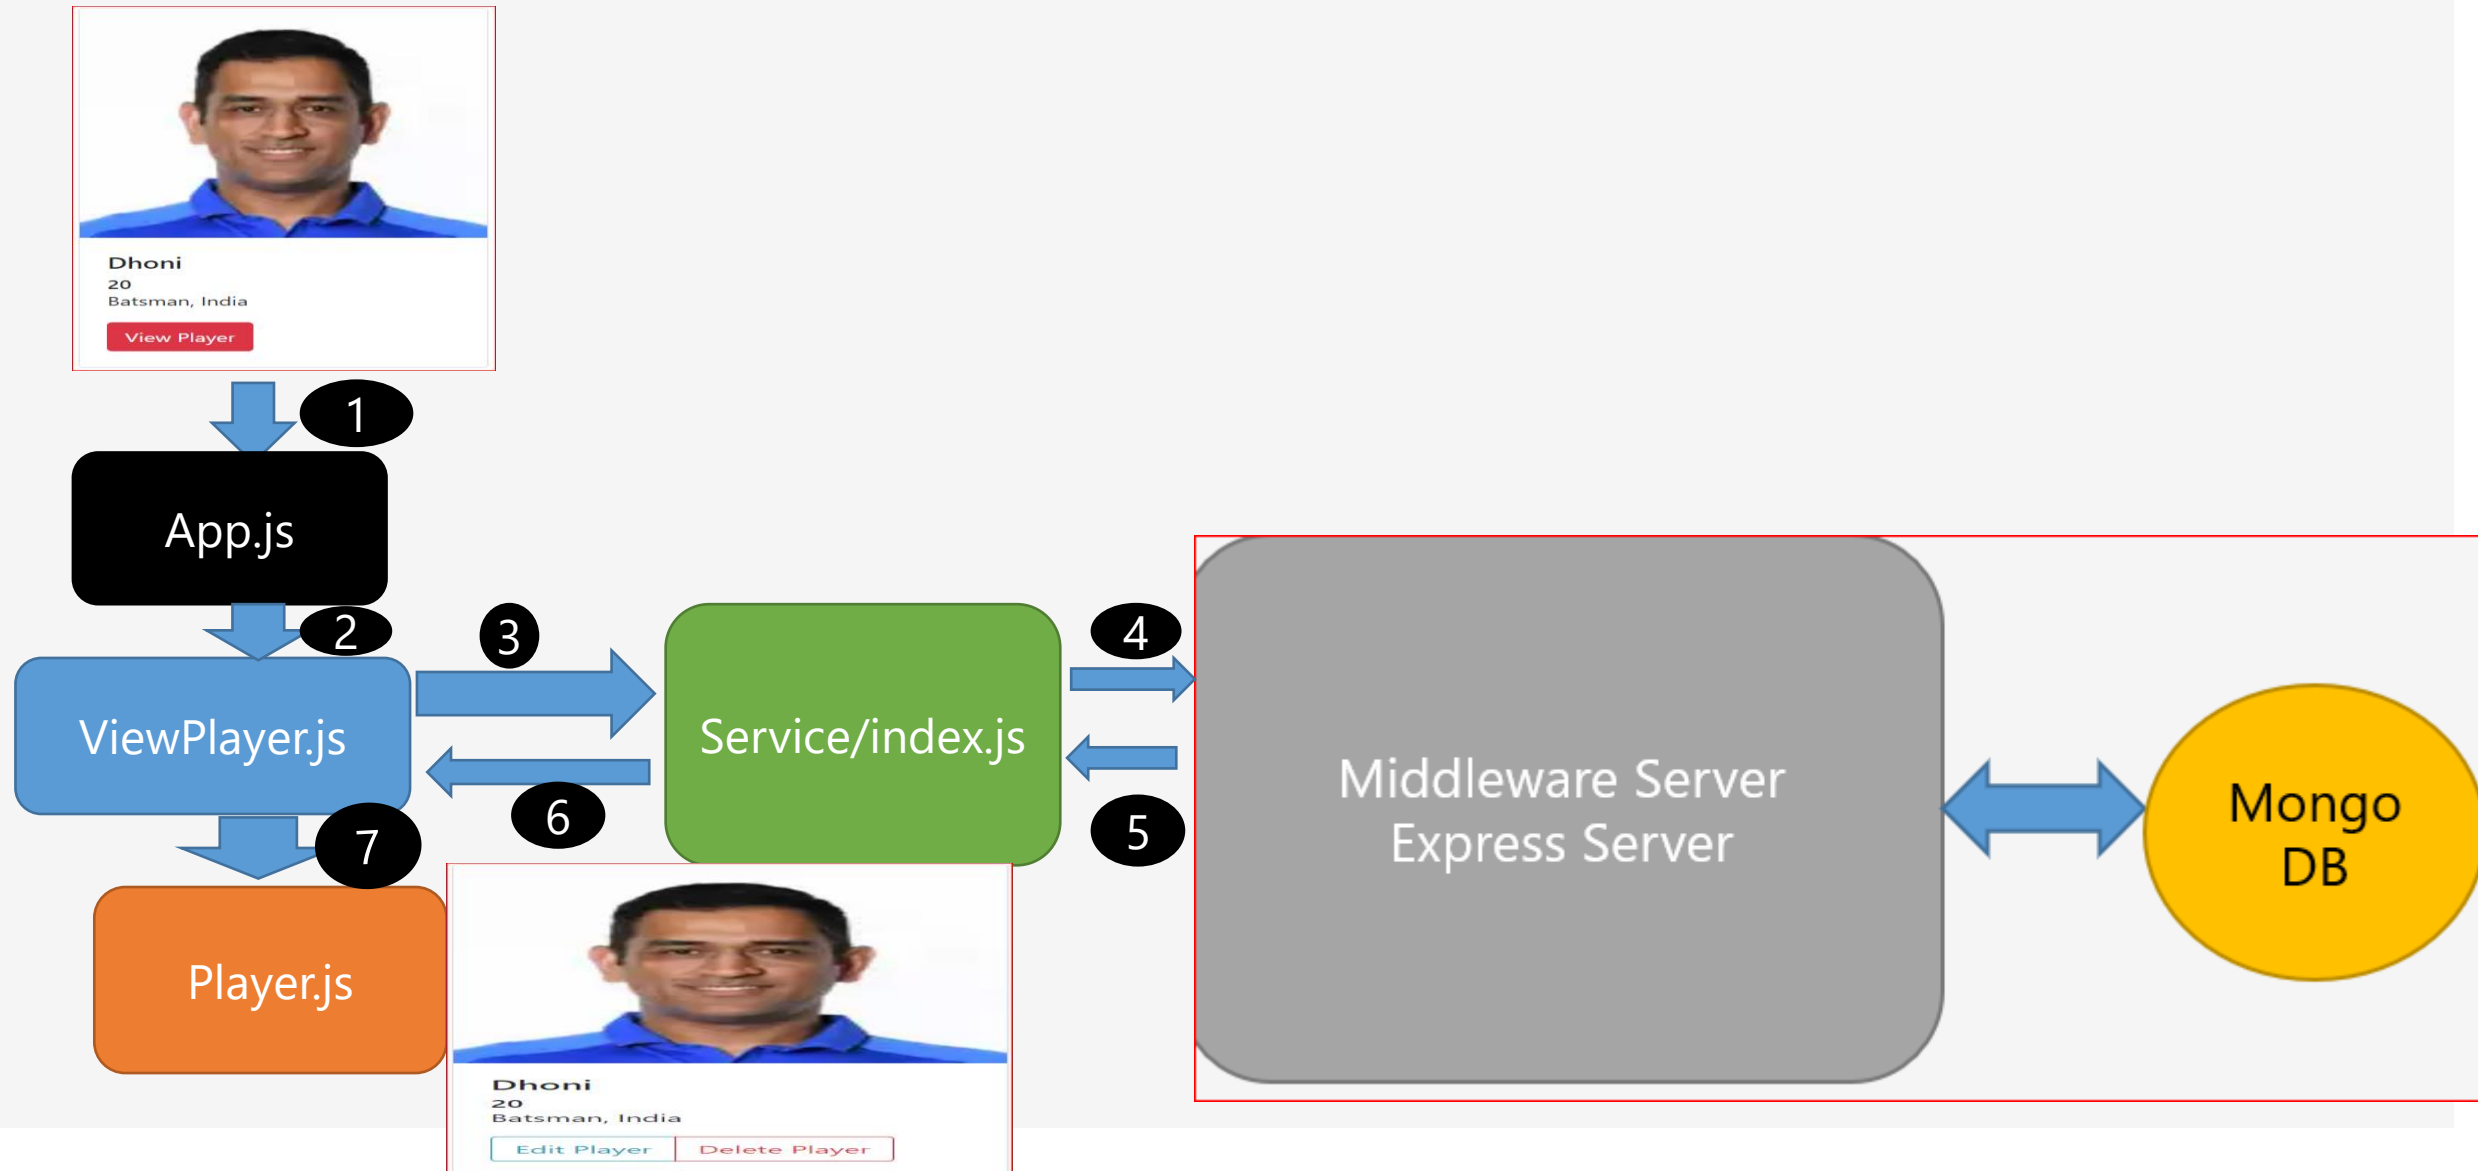 Dhoni
20
Batsman, India
View Player
1
App.js
2
3
4
ViewPlayer.js
Service/index.js
Middleware Server
Express Server
Mongo
DB
6
5
7
Player.js
Dhoni
20
Batsman, India
Edit Player
Delete Player